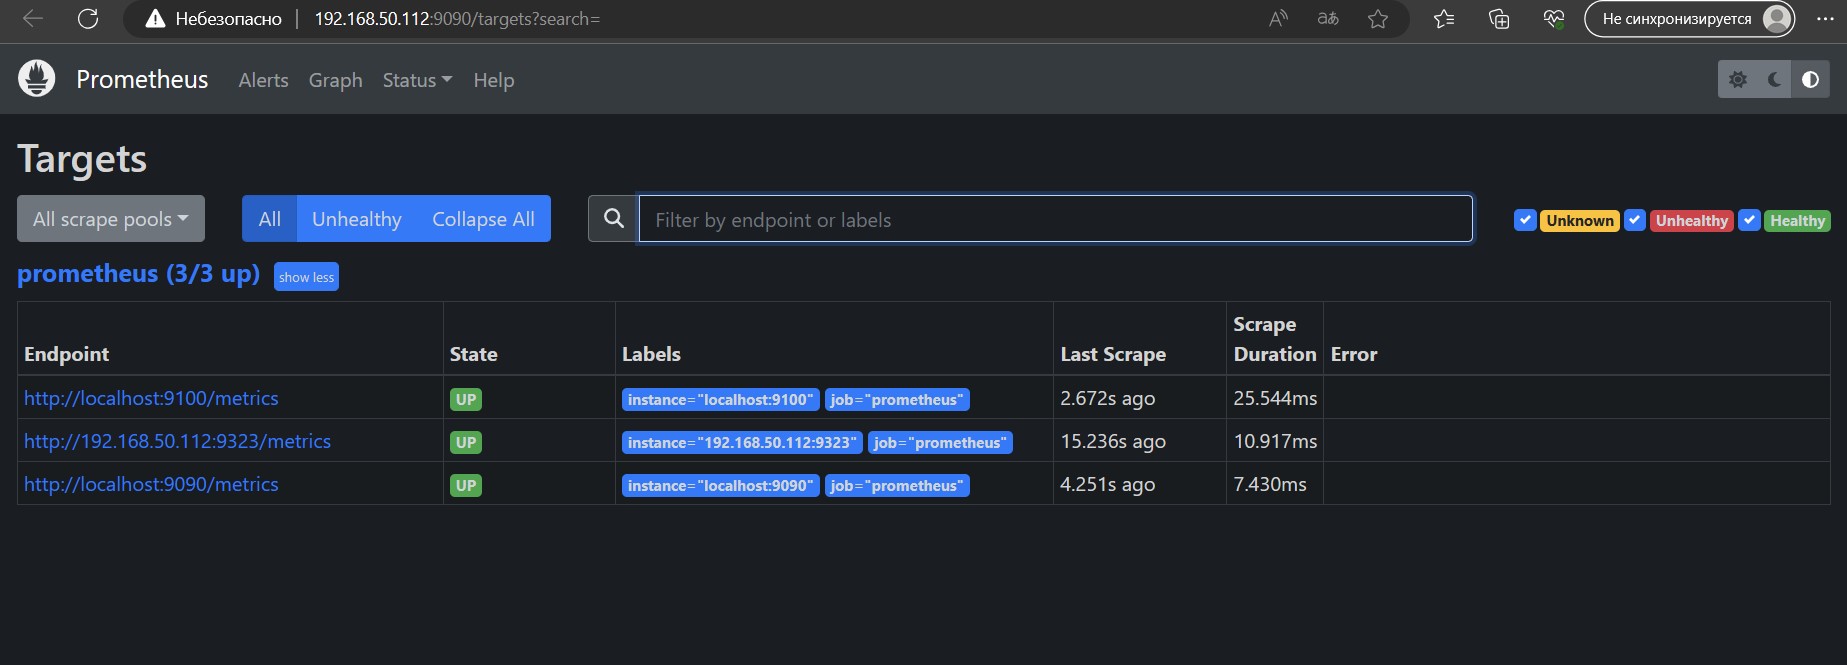 Небезопасно 192.168.50.112:9090/targets?search= Не синхронизируется
Prometheus Alerts Graph Status Help
Targets
All scrape pools All Unhealthy Collapse All Filter by endpoint or labels Unknown Unhealthy Healthy
prometheus (3/3 up) show less
Endpoint State Labels Last Scrape Scrape Duration Error
http://localhost:9100/metrics UP instance="localhost:9100" job="prometheus" 2.672s ago 25.544ms
http://192.168.50.112:9323/metrics UP instance="192.168.50.112:9323" job="prometheus" 15.236s ago 10.917ms
http://localhost:9090/metrics UP instance="localhost:9090" job="prometheus" 4.251s ago 7.430ms